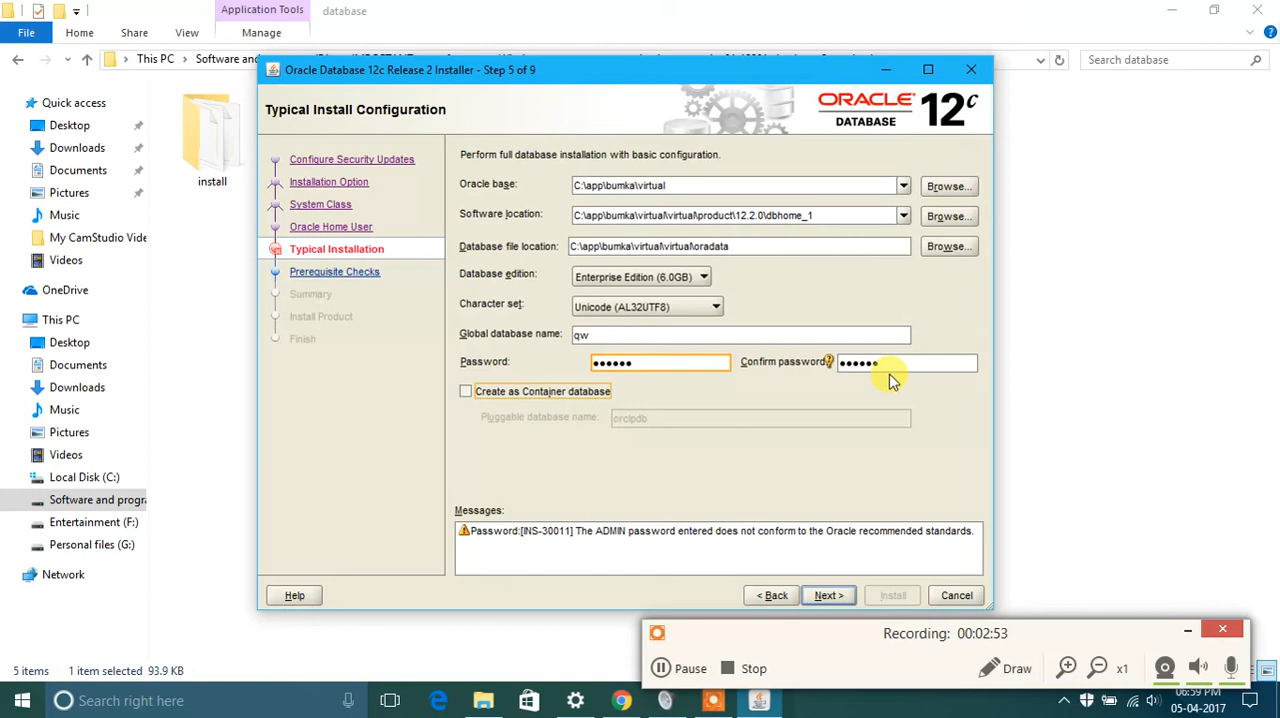 Application Tools
database
File
Home
Share
View
Manage
This PC
Software and
Search database
Quick access
Desktop
Downloads
Documents
Pictures
Music
My CamStudio Vide
Videos
OneDrive
This PC
Desktop
Documents
Downloads
Music
Pictures
Videos
Local Disk (C:)
Software and progra
Entertainment (F:)
Personal files (G:)
Network
install
Oracle Database 12c Release 2 Installer - Step 5 of 9
Typical Install Configuration
ORACLE
DATABASE
12c
Configure Security Updates
Installation Option
System Class
Oracle Home User
Typical Installation
Prerequisite Checks
Summary
Install Product
Finish
Perform full database installation with basic configuration.
Oracle base:
C:\app\bumka\virtual
Browse...
Software location:
C:\app\bumka\virtual\virtual\product\12.2.0\dbhome_1
Browse...
Database file location:
C:\app\bumka\virtual\virtual\oradata
Browse...
Database edition:
Enterprise Edition (6.0GB)
Character set:
Unicode (AL32UTF8)
Global database name:
qw
Password:
••••••
Confirm password:
••••••
Create as Container database
Pluggable database name:
orclpdb
Messages:
Password:[INS-30011] The ADMIN password entered does not conform to the Oracle recommended standards.
Help
< Back
Next >
Install
Cancel
Recording: 00:02:53
Pause
Stop
Draw
x1
5 items
1 item selected 93.9 KB
Search right here
06:59 PM
05-04-2017